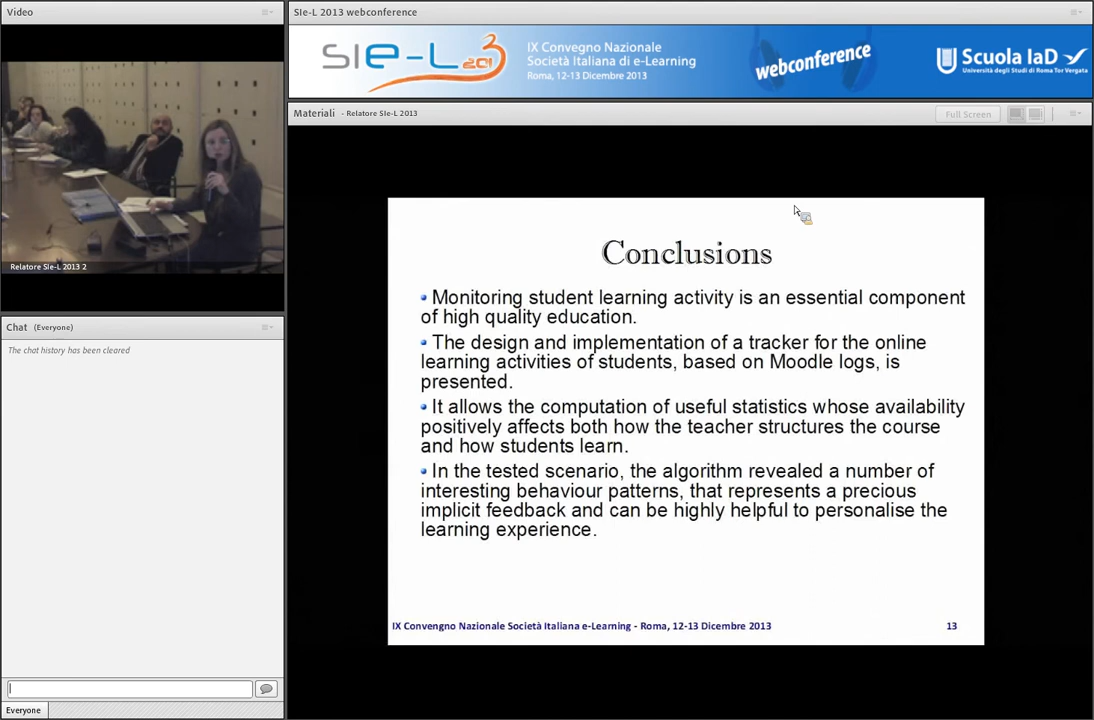 Video
SIe-L 2013 webconference
SIe-L 2013
IX Convegno Nazionale
Società Italiana di e-Learning
Roma, 12-13 Dicembre 2013
webconference
Scuola IaD
Università degli Studi di Roma Tor Vergata
Materiali - Relatore SIe-L 2013
Full Screen
Relatore SIe-L 2013 2
Chat (Everyone)
The chat history has been cleared
Everyone
Conclusions
Monitoring student learning activity is an essential component
of high quality education.
The design and implementation of a tracker for the online
learning activities of students, based on Moodle logs, is
presented.
It allows the computation of useful statistics whose availability
positively affects both how the teacher structures the course
and how students learn.
In the tested scenario, the algorithm revealed a number of
interesting behaviour patterns, that represents a precious
implicit feedback and can be highly helpful to personalise the
learning experience.
IX Convengno Nazionale Società Italiana e-Learning - Roma, 12-13 Dicembre 2013
13